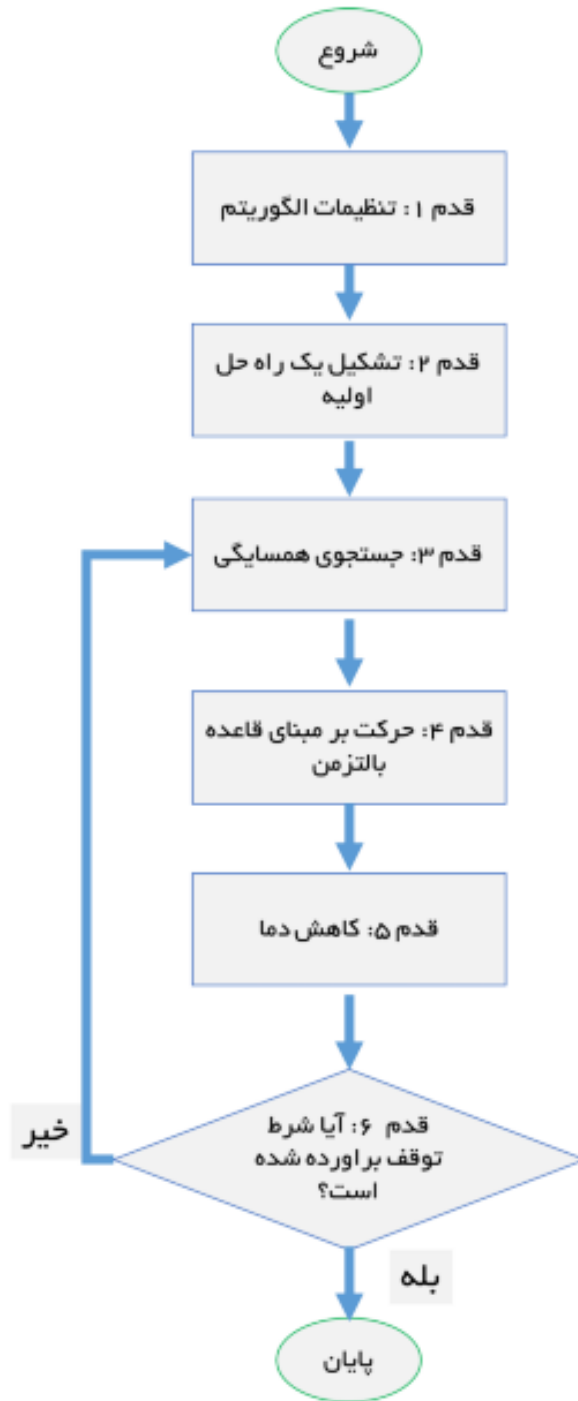 شروع
قدم ۱: تنظیمات الگوریتم
قدم ۲: تشکیل یک راه حل
اولیه
قدم ۳: جستجوی همسایگی
قدم ۴: حرکت بر مبنای قاعده
بالتزمن
قدم ۵: کاهش دما
قدم ۶: آیا شرط
توقف براورده شده
است؟
خیر
بله
پایان